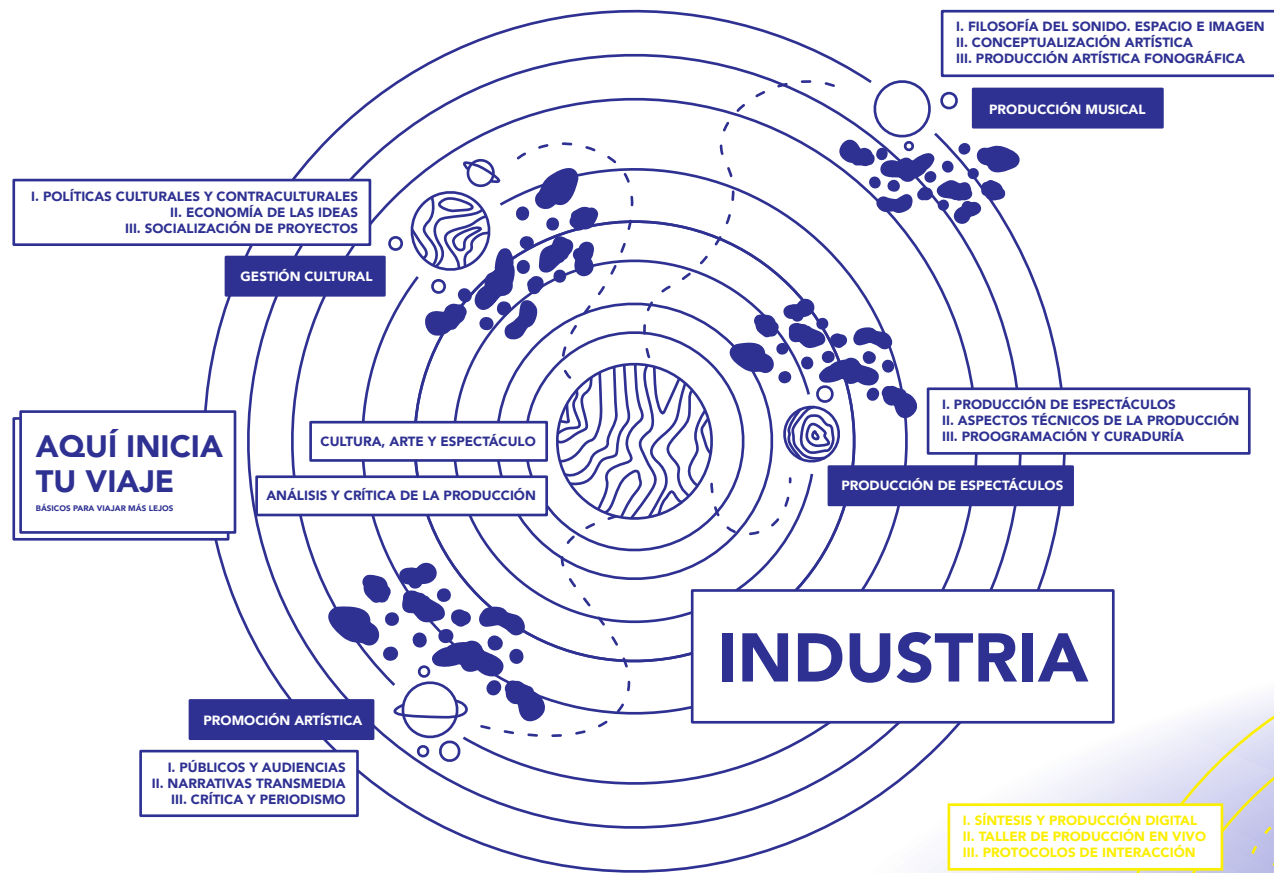 I. FILOSOFÍA DEL SONIDO. ESPACIO E IMAGEN
II. CONCEPTUALIZACIÓN ARTÍSTICA
III. PRODUCCIÓN ARTÍSTICA FONOGRÁFICA
PRODUCCIÓN MUSICAL
I. POLÍTICAS CULTURALES Y CONTRACULTURALES
II. ECONOMÍA DE LAS IDEAS
III. SOCIALIZACIÓN DE PROYECTOS
GESTIÓN CULTURAL
I. PRODUCCIÓN DE ESPECTÁCULOS
II. ASPECTOS TÉCNICOS DE LA PRODUCCIÓN
III. PROOGRAMACIÓN Y CURADURÍA
PRODUCCIÓN DE ESPECTÁCULOS
AQUÍ INICIA
TU VIAJE
BÁSICOS PARA VIAJAR MÁS LEJOS
CULTURA, ARTE Y ESPECTÁCULO
ANÁLISIS Y CRÍTICA DE LA PRODUCCIÓN
INDUSTRIA
PROMOCIÓN ARTÍSTICA
I. PÚBLICOS Y AUDIENCIAS
II. NARRATIVAS TRANSMEDIA
III. CRÍTICA Y PERIODISMO
I. SÍNTESIS Y PRODUCCIÓN DIGITAL
II. TALLER DE PRODUCCIÓN EN VIVO
III. PROTOCOLOS DE INTERACCIÓN